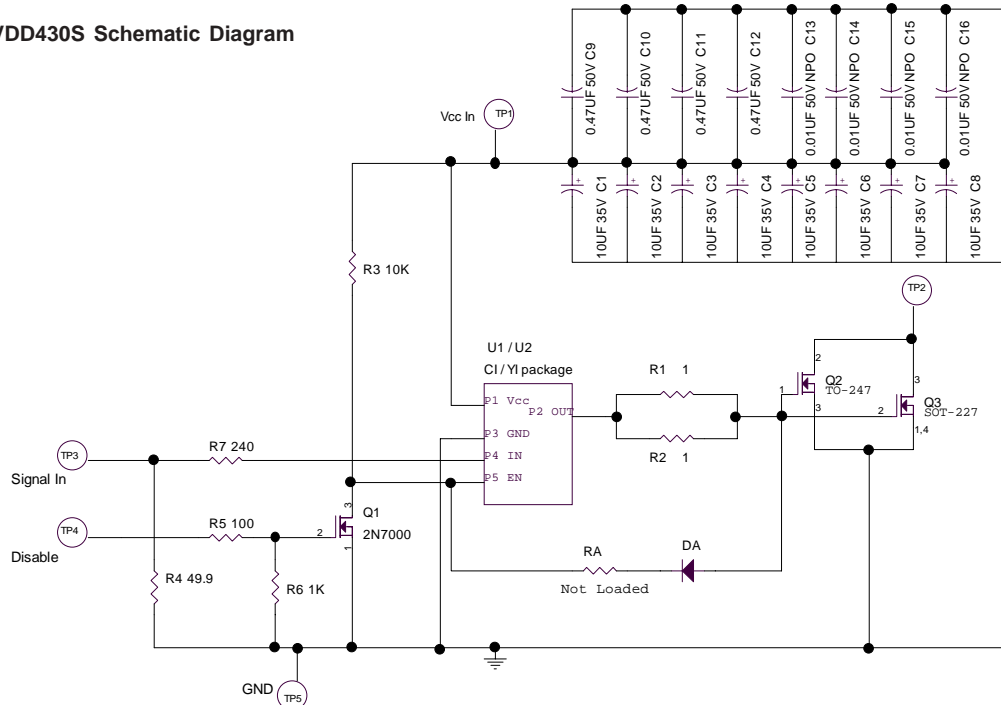 VDD430S Schematic Diagram
0.47UF 50V C9
0.47UF 50V C10
0.47UF 50V C11
0.47UF 50V C12
0.01UF 50V NPO C13
0.01UF 50V NPO C14
0.01UF 50V NPO C15
0.01UF 50V NPO C16
Vcc In
TP1
+
+
+
+
+
+
+
+
10UF 35V C1
10UF 35V C2
10UF 35V C3
10UF 35V C4
10UF 35V C5
10UF 35V C6
10UF 35V C7
10UF 35V C8
R3 10K
TP2
U1 / U2
CI / YI package
P1 Vcc
P2 OUT
P3 GND
P4 IN
P5 EN
R1 1
R2 1
2
1
Q2
TO-247
3
3
2
Q3
SOT-227
1,4
TP3
Signal In
R7 240
TP4
Disable
R5 100
3
2
1
Q1
2N7000
R4 49.9
R6 1K
RA
DA
Not Loaded
GND
TP5